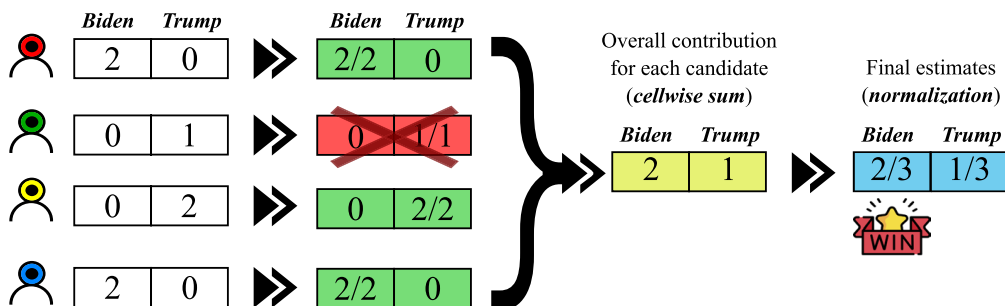 Biden Trump
Biden Trump
2 0
2/2 0
0 1
0 1/1
0 2
0 2/2
2 0
2/2 0
Overall contribution
for each candidate
(cellwise sum)
Biden Trump
2 1
Final estimates
(normalization)
Biden Trump
2/3 1/3
WIN